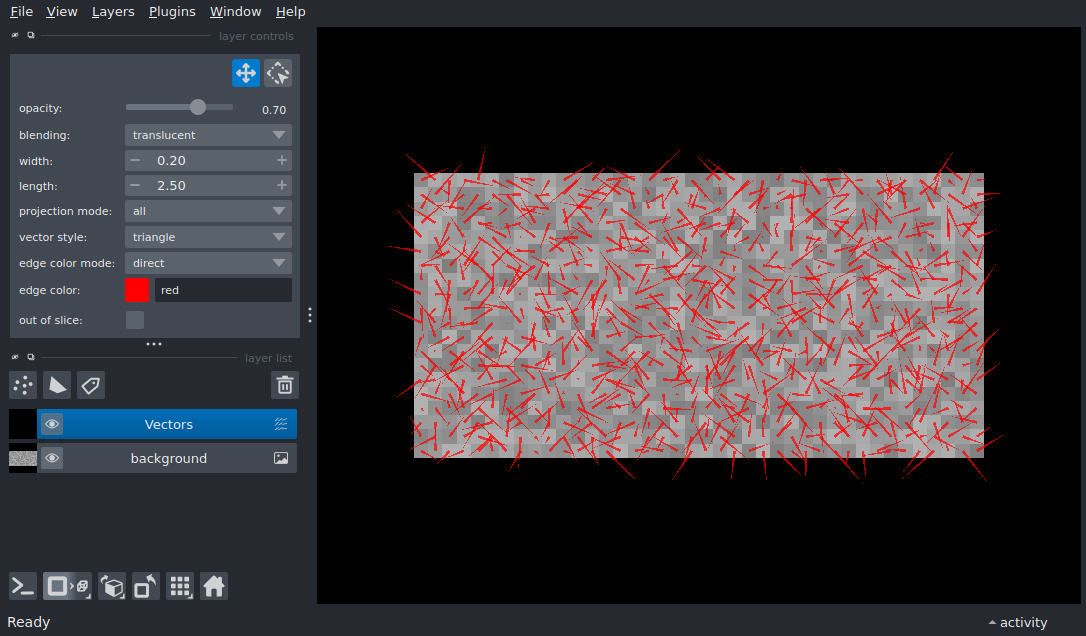 File View Layers Plugins Window Help
layer controls
opacity: 0.70
blending: translucent
width: 0.20
length: 2.50
projection mode: all
vector style: triangle
edge color mode: direct
edge color: red
out of slice:
layer list
Vectors
background
Ready
activity